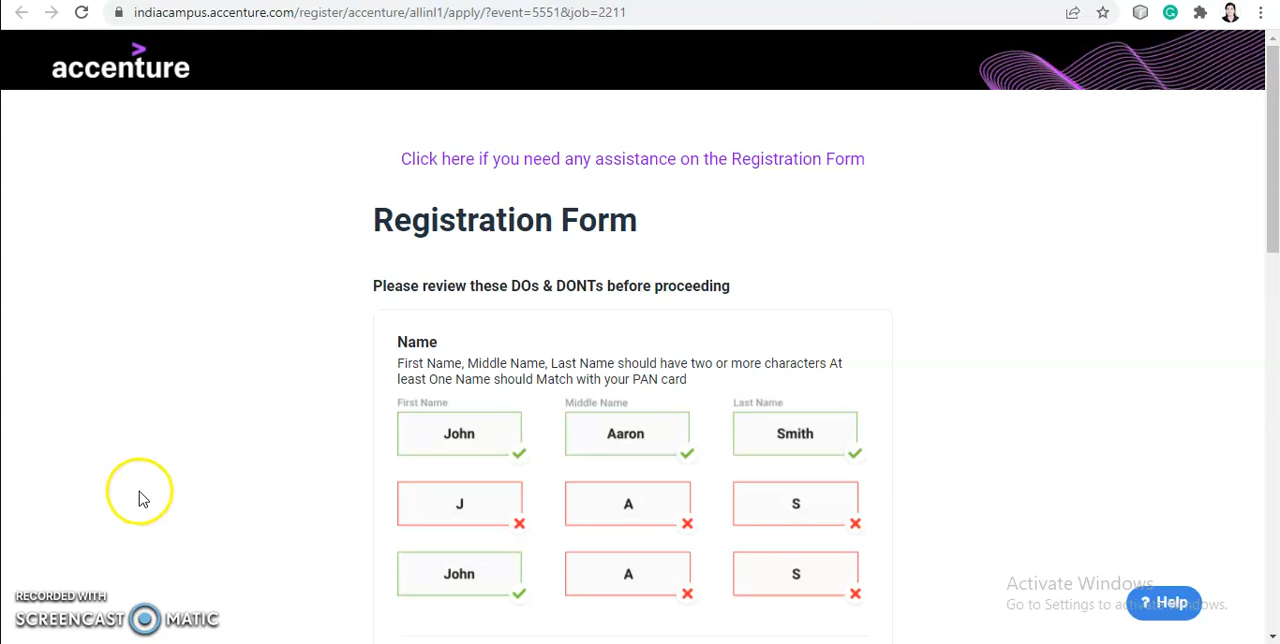 indiacampus.accenture.com/register/accenture/allinl1/apply/?event=5551&job=2211
accenture
Click here if you need any assistance on the Registration Form
Registration Form
Please review these DOs & DONTs before proceeding
Name
First Name, Middle Name, Last Name should have two or more characters At
least One Name should Match with your PAN card
First Name Middle Name Last Name
John Aaron Smith
J A S
John A S
Activate Windows
Go to Settings to activate Windows.
? Help
RECORDED WITH
SCREENCAST MATIC